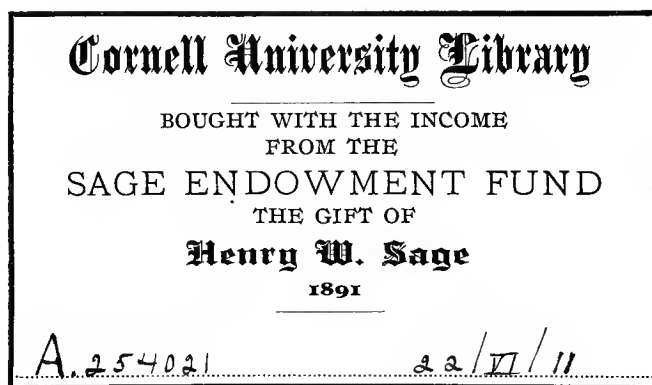 Cornell University Library
BOUGHT WITH THE INCOME
FROM THE
SAGE ENDOWMENT FUND
THE GIFT OF
Henry W. Sage
1891
A.254021 22/VI/11